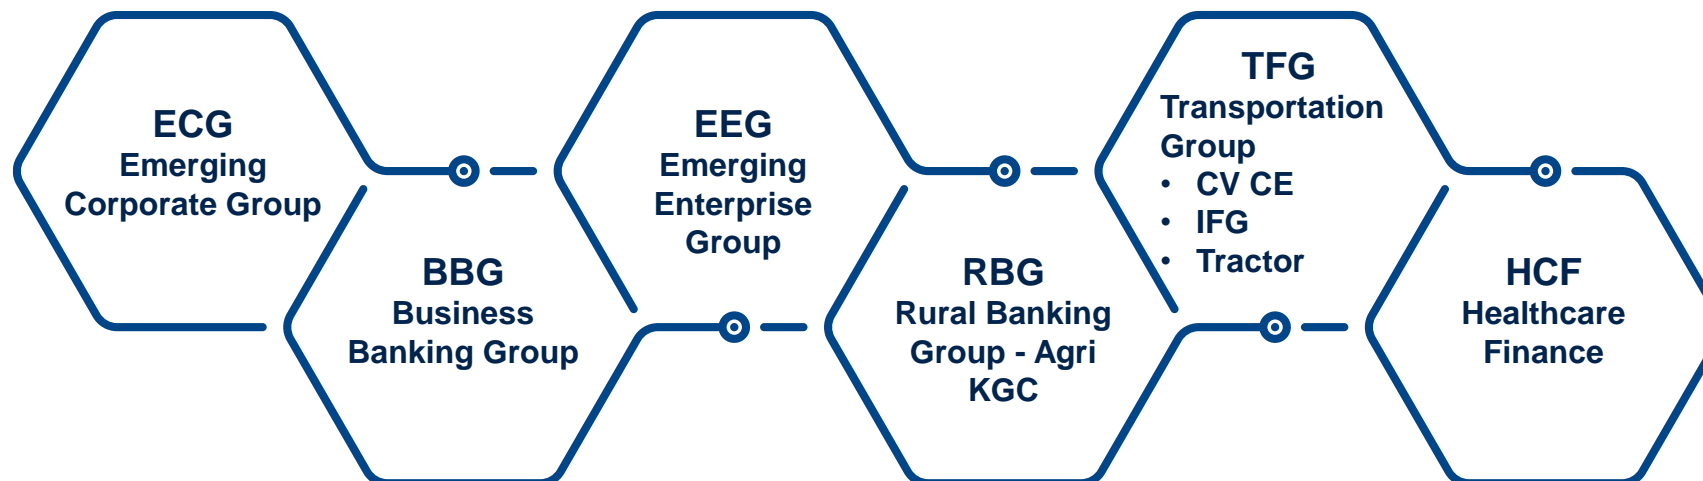 ECG
Emerging
Corporate Group
BBG
Business
Banking Group
EEG
Emerging
Enterprise
Group
RBG
Rural Banking
Group - Agri
KGC
TFG
Transportation
Group
• CV CE
• IFG
• Tractor
HCF
Healthcare
Finance